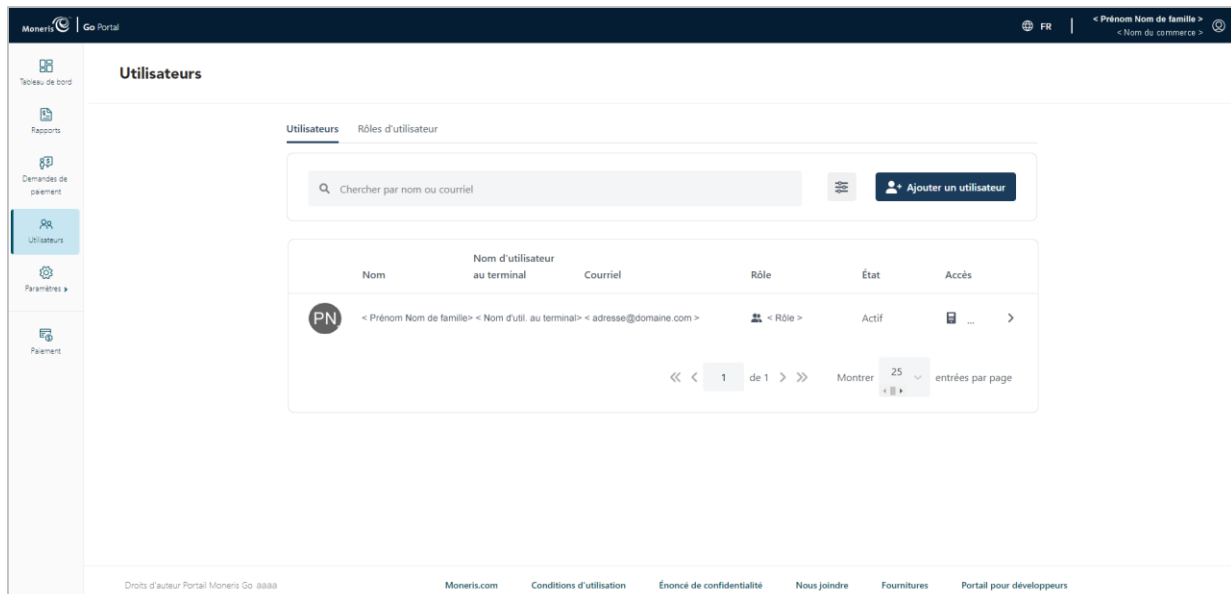 Moneris Go Portal
FR
< Prénom Nom de famille >
< Nom du commerce >
Tableau de bord
Rapports
Demandes de
paiement
Utilisateurs
Paramètres
Paiement
Utilisateurs
Utilisateurs Rôles d'utilisateur
Chercher par nom ou courriel
Ajouter un utilisateur
Nom
Nom d'utilisateur
au terminal
Courriel
Rôle
État
Accès
PN
< Prénom Nom de famille> < Nom d'util. au terminal> < adresse@domaine.com >
< Rôle >
Actif
...
1 de 1
Montrer 25 entrées par page
Droits d'auteur Portail Moneris Go aaaa
Moneris.com Conditions d'utilisation Énoncé de confidentialité Nous joindre Fournitures Portail pour développeurs